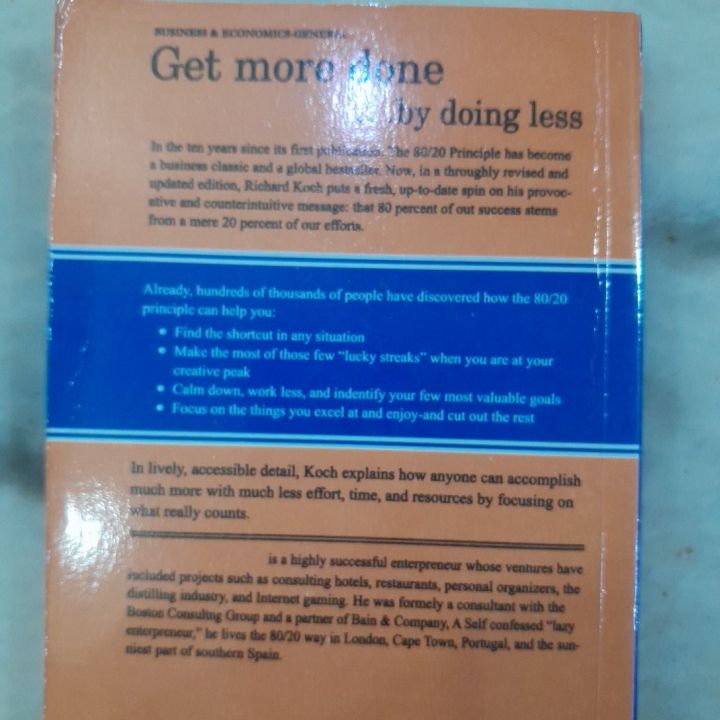 BUSINESS & ECONOMICS-GENERAL
Get more done
...by doing less
In the ten years since its first publication. The 80/20 Principle has become
a business classic and a global bestseller. Now, in a throughly revised and
updated edition, Richard Koch puts a fresh, up-to-date spin on his provoc-
ative and counterintuitive message: that 80 percent of out success stems
from a mere 20 percent of our efforts.
Already, hundreds of thousands of people have discovered how the 80/20
principle can help you:
• Find the shortcut in any situation
• Make the most of those few “lucky streaks” when you are at your
creative peak
• Calm down, work less, and indentify your few most valuable goals
• Focus on the things you excel at and enjoy-and cut out the rest
In lively, accessible detail, Koch explains how anyone can accomplish
much more with much less effort, time, and resources by focusing on
what really counts.
is a highly successful enterpreneur whose ventures have
included projects such as consulting hotels, restaurants, personal organizers, the
distilling industry, and Internet gaming. He was formely a consultant with the
Boston Consulting Group and a partner of Bain & Company, A Self confessed “lazy
enterpreneur,” he lives the 80/20 way in London, Cape Town, Portugal, and the sun-
niest part of southern Spain.